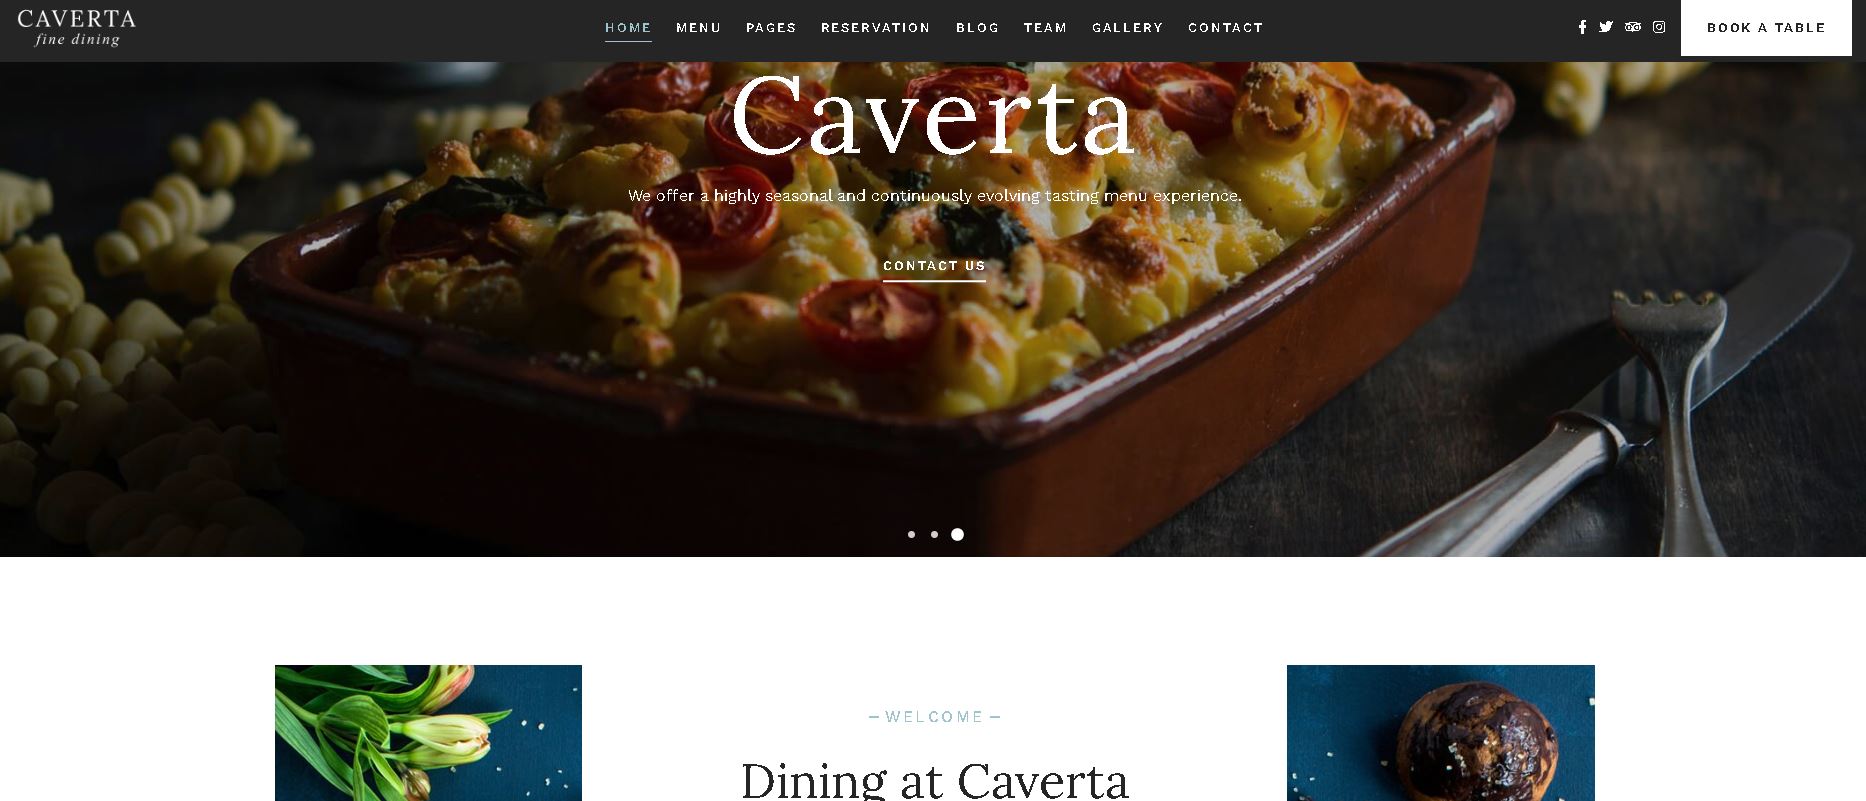 CAVERTA
fine dining
HOME MENU PAGES RESERVATION BLOG TEAM GALLERY CONTACT
BOOK A TABLE
Caverta
We offer a highly seasonal and continuously evolving tasting menu experience.
CONTACT US
– WELCOME –
Dining at Caverta